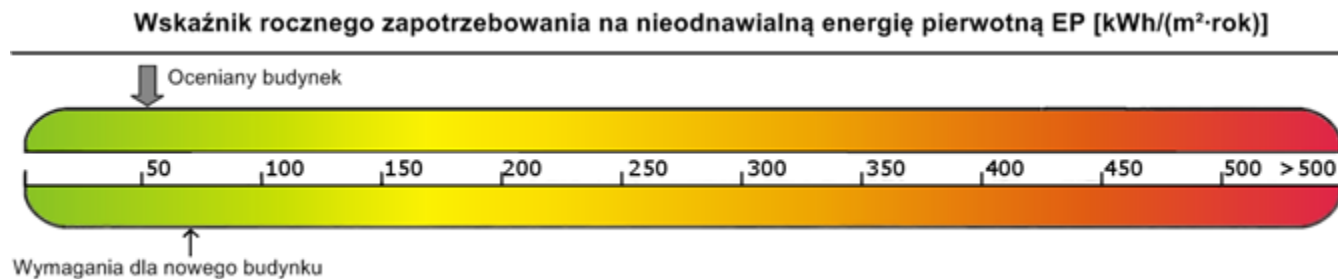 Wskaźnik rocznego zapotrzebowania na nieodnawialną energię pierwotną EP [kWh/(m²·rok)]
Oceniany budynek
50 100 150 200 250 300 350 400 450 500 > 500
Wymagania dla nowego budynku